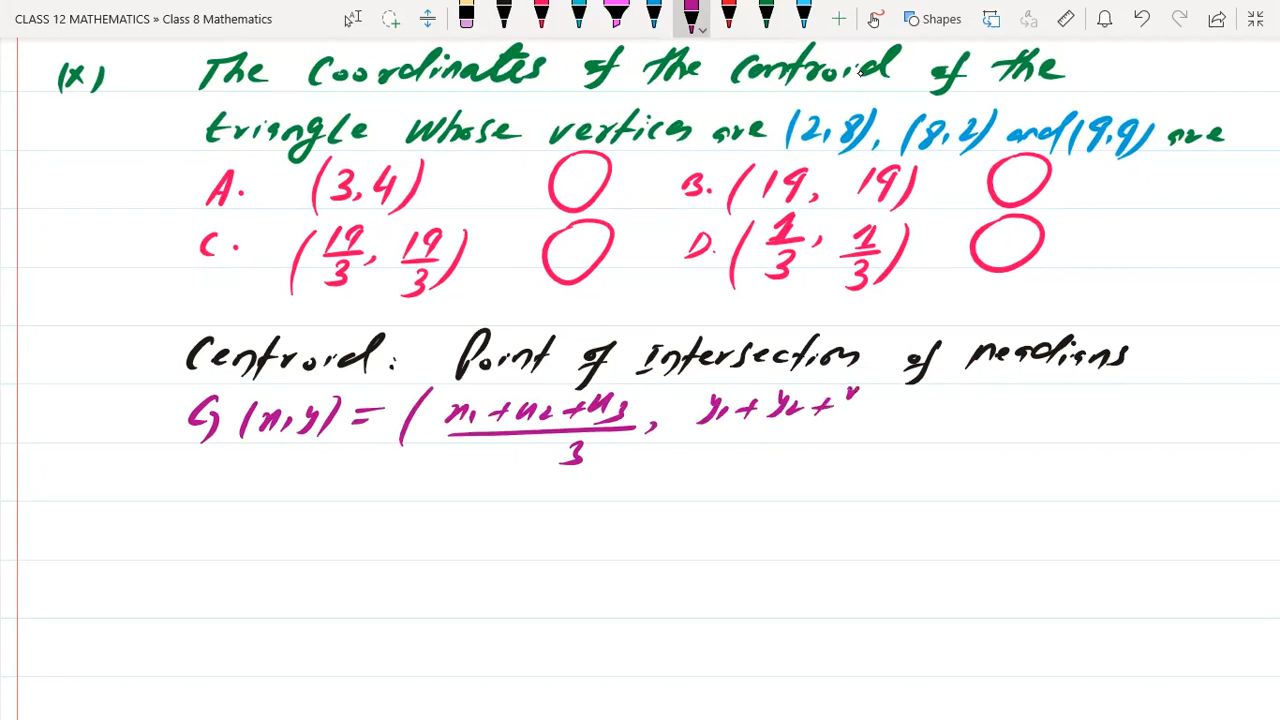 CLASS 12 MATHEMATICS » Class 8 Mathematics
Shapes
(x) The coordinates of the centroid of the
triangle whose vertices are (2,8), (8,2) and (9,9) are
A. (3,4) B. (19, 19)
C. (19/3, 19/3) D. (1/3, 1/3)
Centroid: Point of Intersection of meadians
G(x,y) = (x1+x2+x3/3, y1+y2+